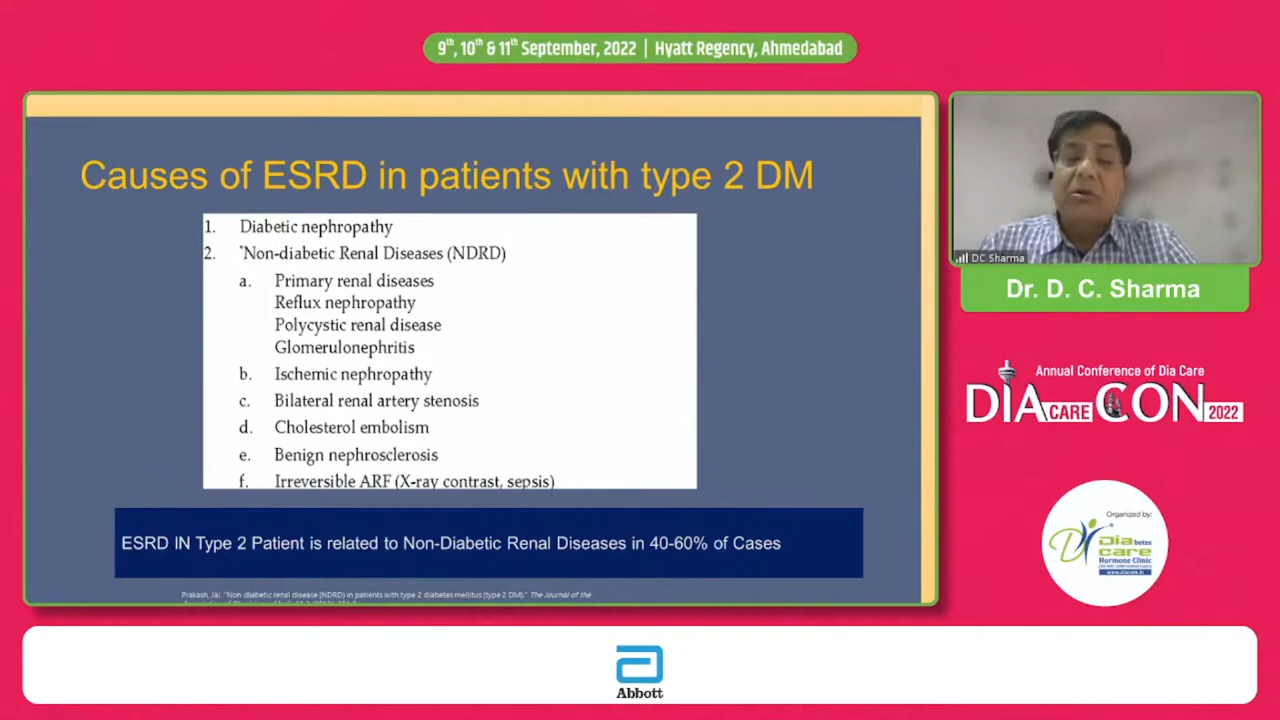 9th, 10th & 11th September, 2022 | Hyatt Regency, Ahmedabad
Causes of ESRD in patients with type 2 DM
1. Diabetic nephropathy
2. *Non-diabetic Renal Diseases (NDRD)
a. Primary renal diseases
Reflux nephropathy
Polycystic renal disease
Glomerulonephritis
b. Ischemic nephropathy
c. Bilateral renal artery stenosis
d. Cholesterol embolism
e. Benign nephrosclerosis
f. Irreversible ARF (X-ray contrast, sepsis)
ESRD IN Type 2 Patient is related to Non-Diabetic Renal Diseases in 40-60% of Cases
Prakash, Jai. "Non-diabetic renal disease (NDRD) in patients with type 2 diabetes mellitus (type 2 DM)." The Journal of the
DC Sharma
Dr. D. C. Sharma
Annual Conference of Dia Care
DIA CARE CON 2022
Organized by:
Diabetes
care
Hormone Clinic
www.diacare.in
Abbott